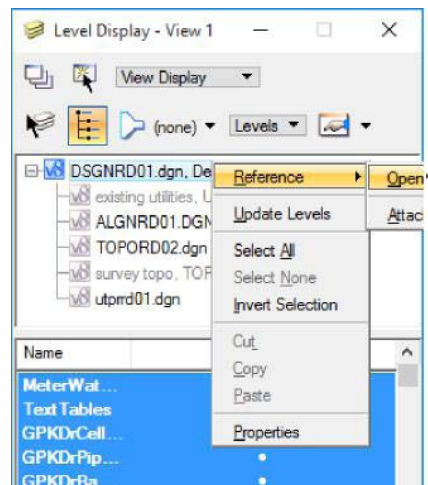 Level Display - View 1
View Display
(none) Levels
DSGNRD01.dgn, De
existing utilities, U
ALGNRD01.DGN
TOPORD02.dgn
survey topo, TOP
utprrd01.dgn
Reference
Open
Update Levels
Attac
Select All
Select None
Invert Selection
Cut
Copy
Paste
Properties
Name
MeterWat...
Text Tables
GPKDrCell...
GPKDrPip...
GPKDrBa...